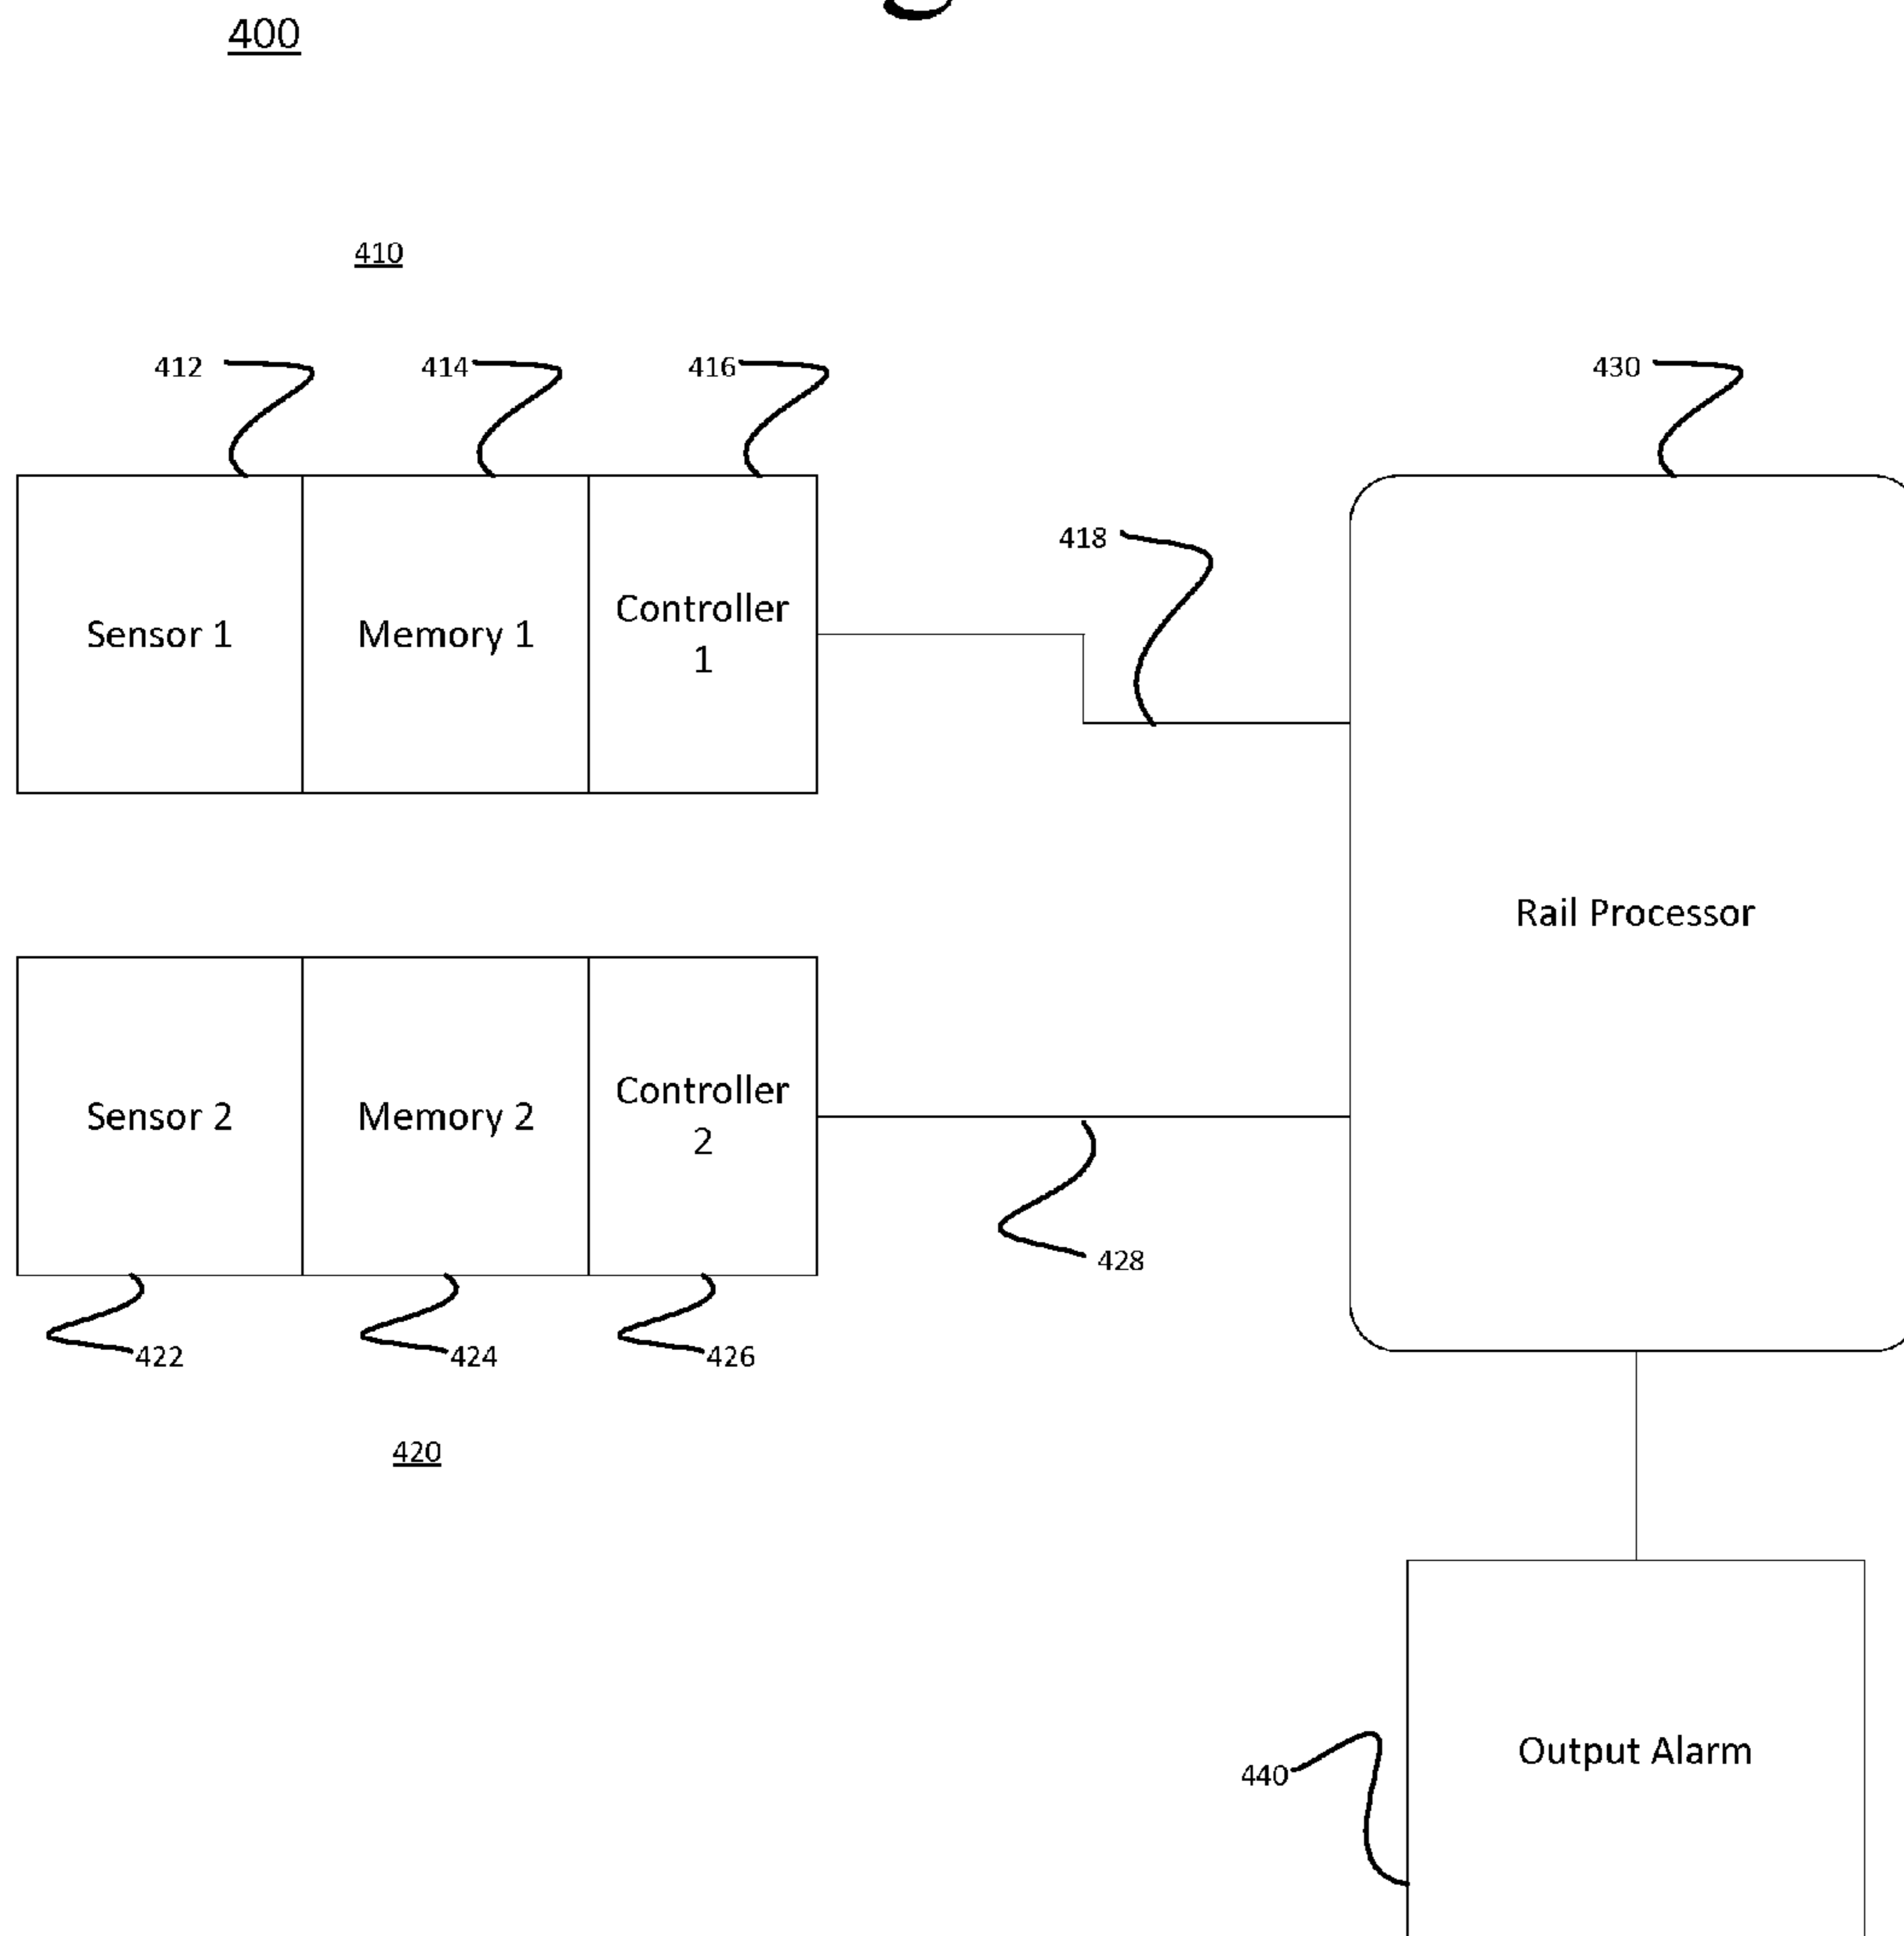 400
410
412 414 416 430
418
Sensor 1 Memory 1 Controller 1
Rail Processor
Sensor 2 Memory 2 Controller 2
428
422 424 426
420
Output Alarm
440